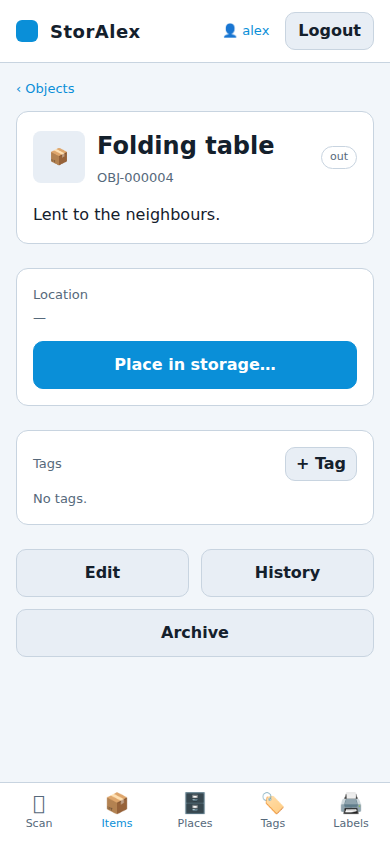 StorAlex
alex
Logout
‹ Objects
Folding table
out
OBJ-000004
Lent to the neighbours.
Location
—
Place in storage…
Tags
+ Tag
No tags.
Edit
History
Archive
Scan
Items
Places
Tags
Labels